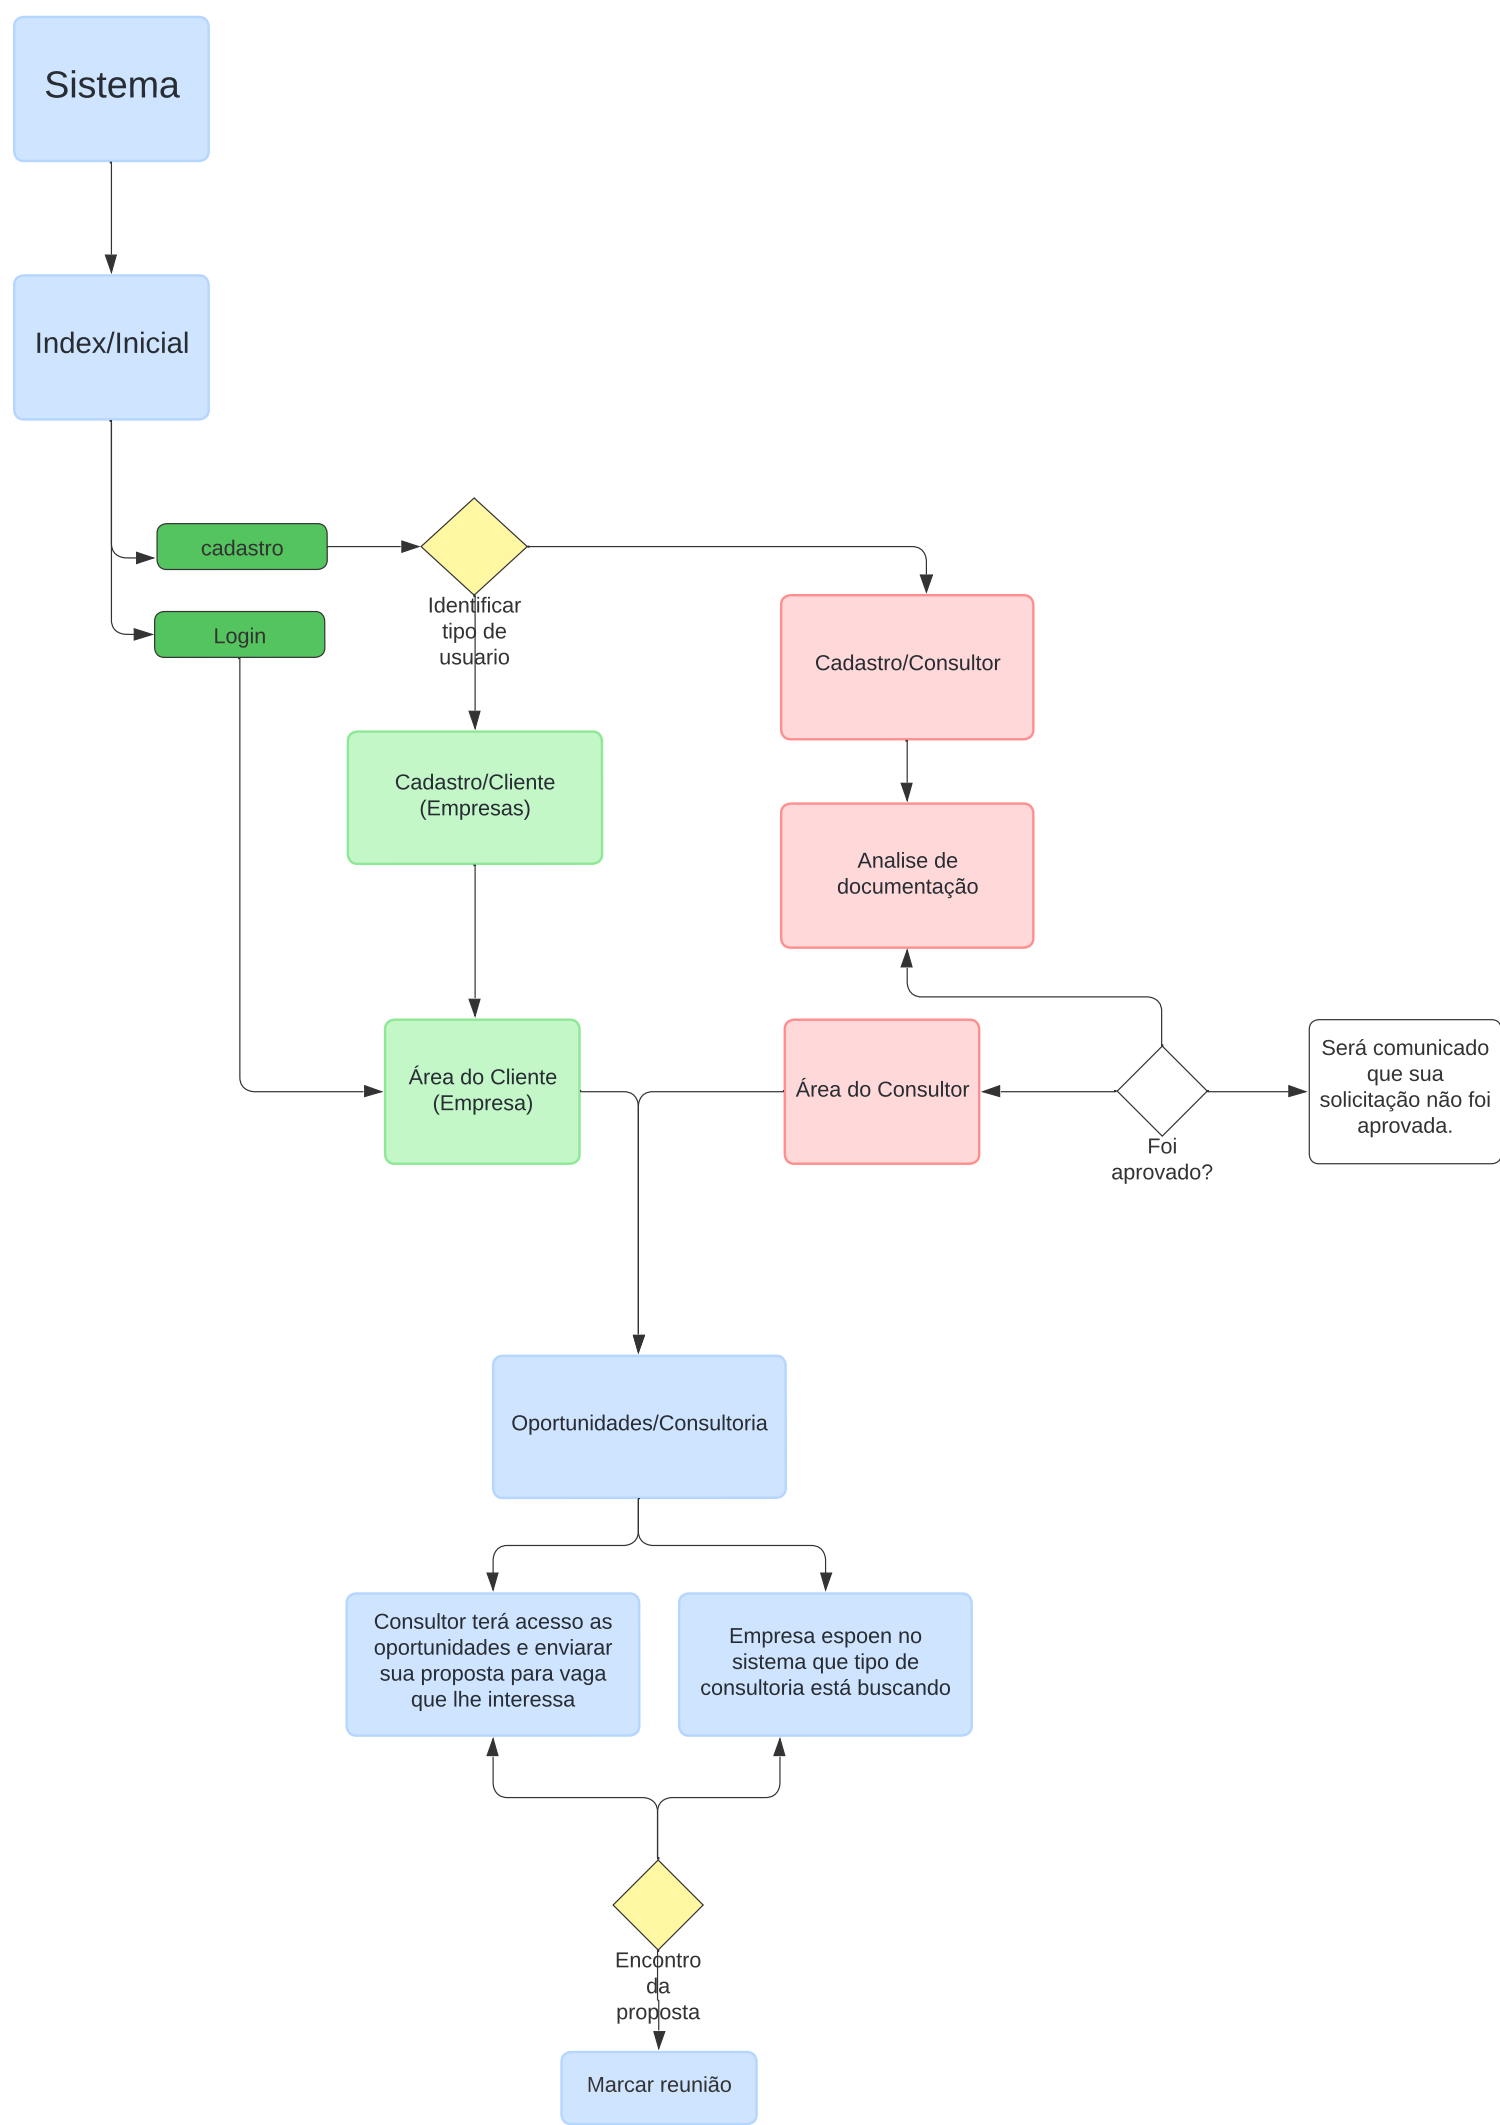 Sistema
Index/Inicial
cadastro
Login
Identificar
tipo de
usuario
Cadastro/Consultor
Cadastro/Cliente
(Empresas)
Analise de
documentação
Área do Cliente
(Empresa)
Área do Consultor
Foi
aprovado?
Será comunicado
que sua
solicitação não foi
aprovada.
Oportunidades/Consultoria
Consultor terá acesso as
oportunidades e enviarar
sua proposta para vaga
que lhe interessa
Empresa espoen no
sistema que tipo de
consultoria está buscando
Encontro
da
proposta
Marcar reunião